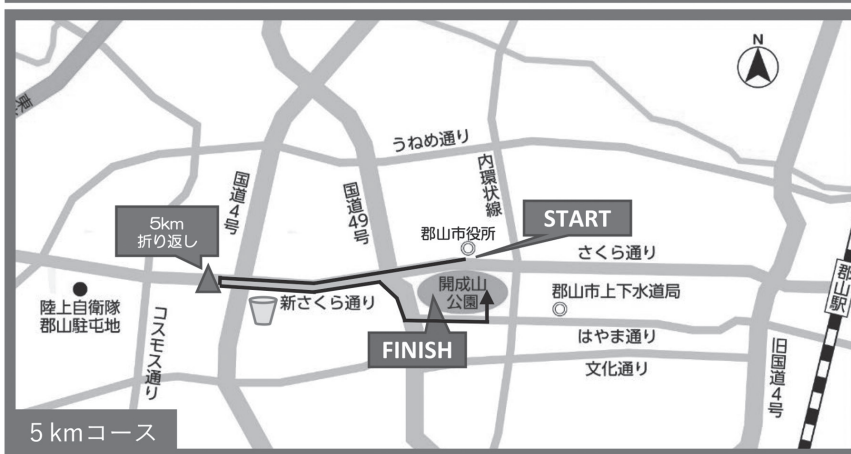 N
うねめ通り
国道4号
国道49号
内環状線
5km
折り返し
郡山市役所
START
さくら通り
陸上自衛隊
郡山駐屯地
コスモス通り
新さくら通り
開成山
公園
郡山市上下水道局
郡山駅
FINISH
はやま通り
文化通り
旧国道4号
5kmコース